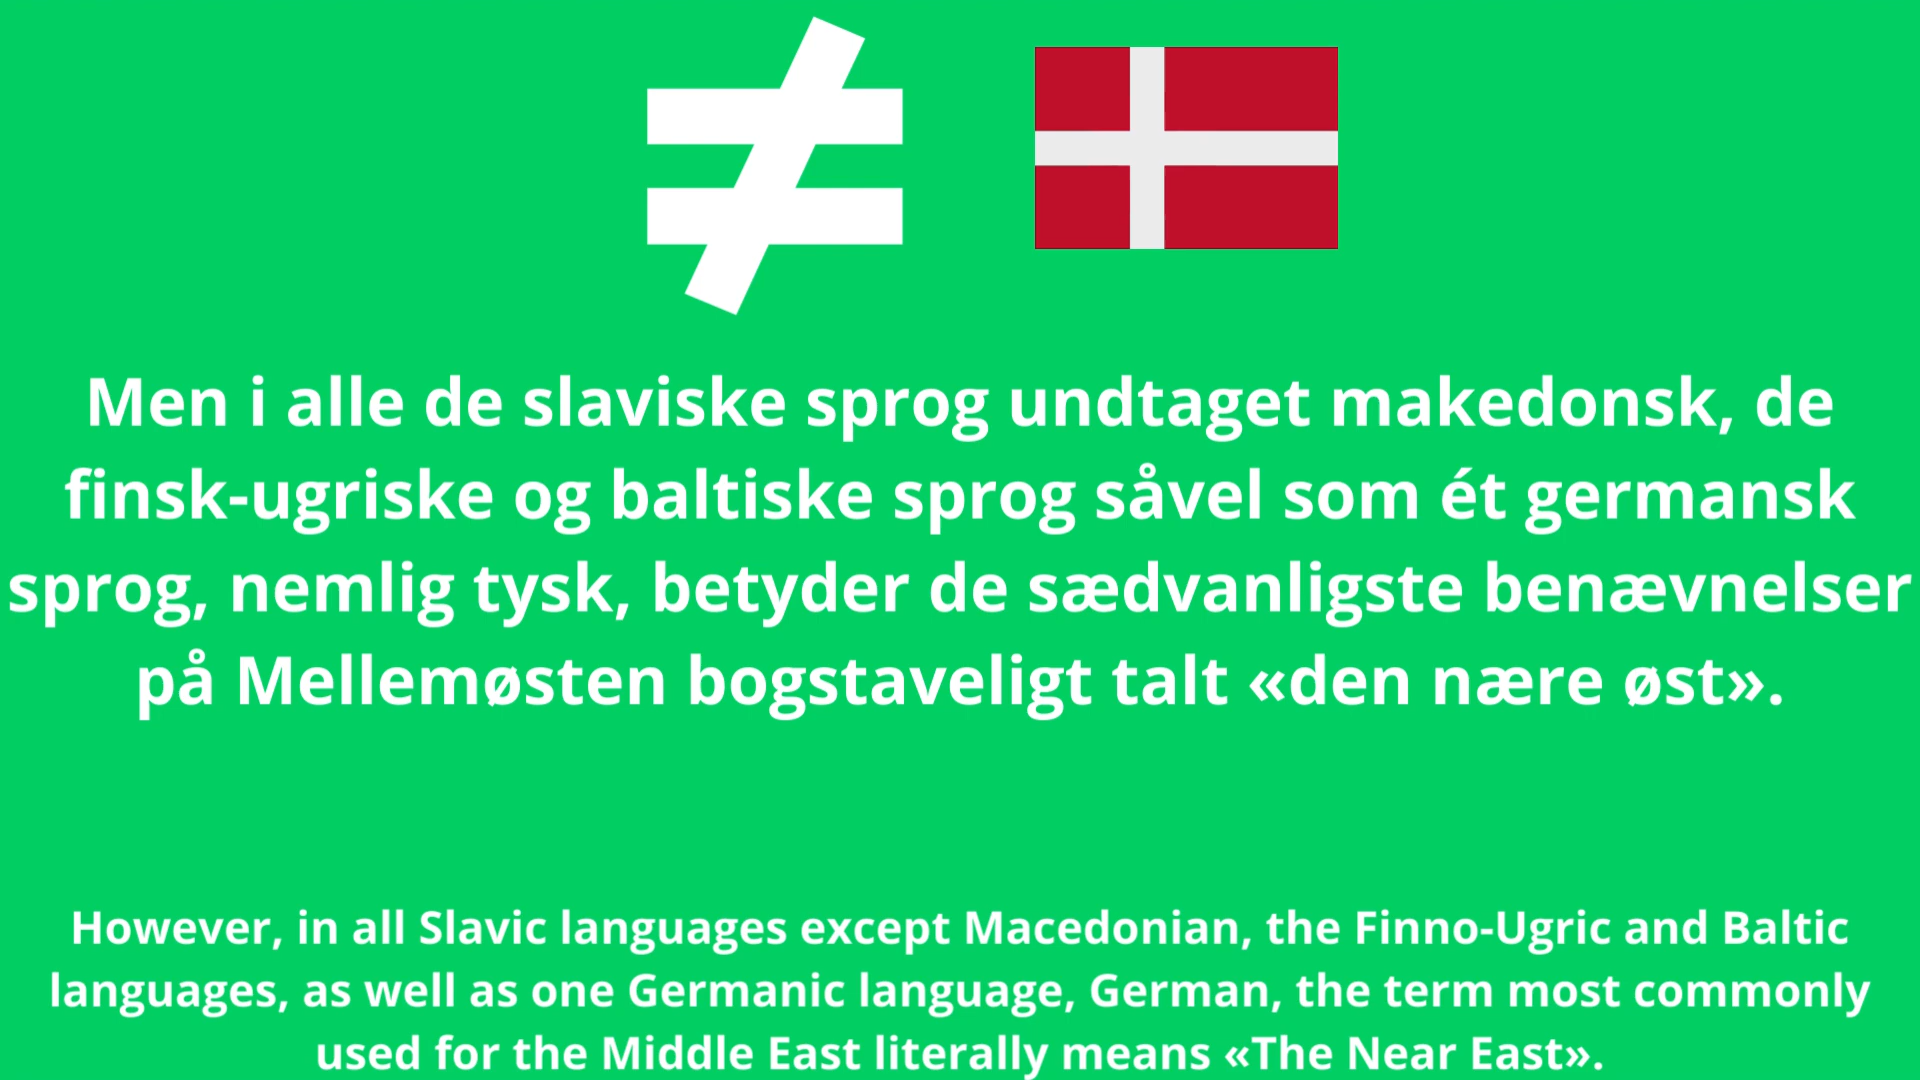 ≠
Men i alle de slaviske sprog undtaget makedonsk, de
finsk-ugriske og baltiske sprog såvel som ét germansk
sprog, nemlig tysk, betyder de sædvanligste benævnelser
på Mellemøsten bogstaveligt talt «den nære øst».
However, in all Slavic languages except Macedonian, the Finno-Ugric and Baltic
languages, as well as one Germanic language, German, the term most commonly
used for the Middle East literally means «The Near East».